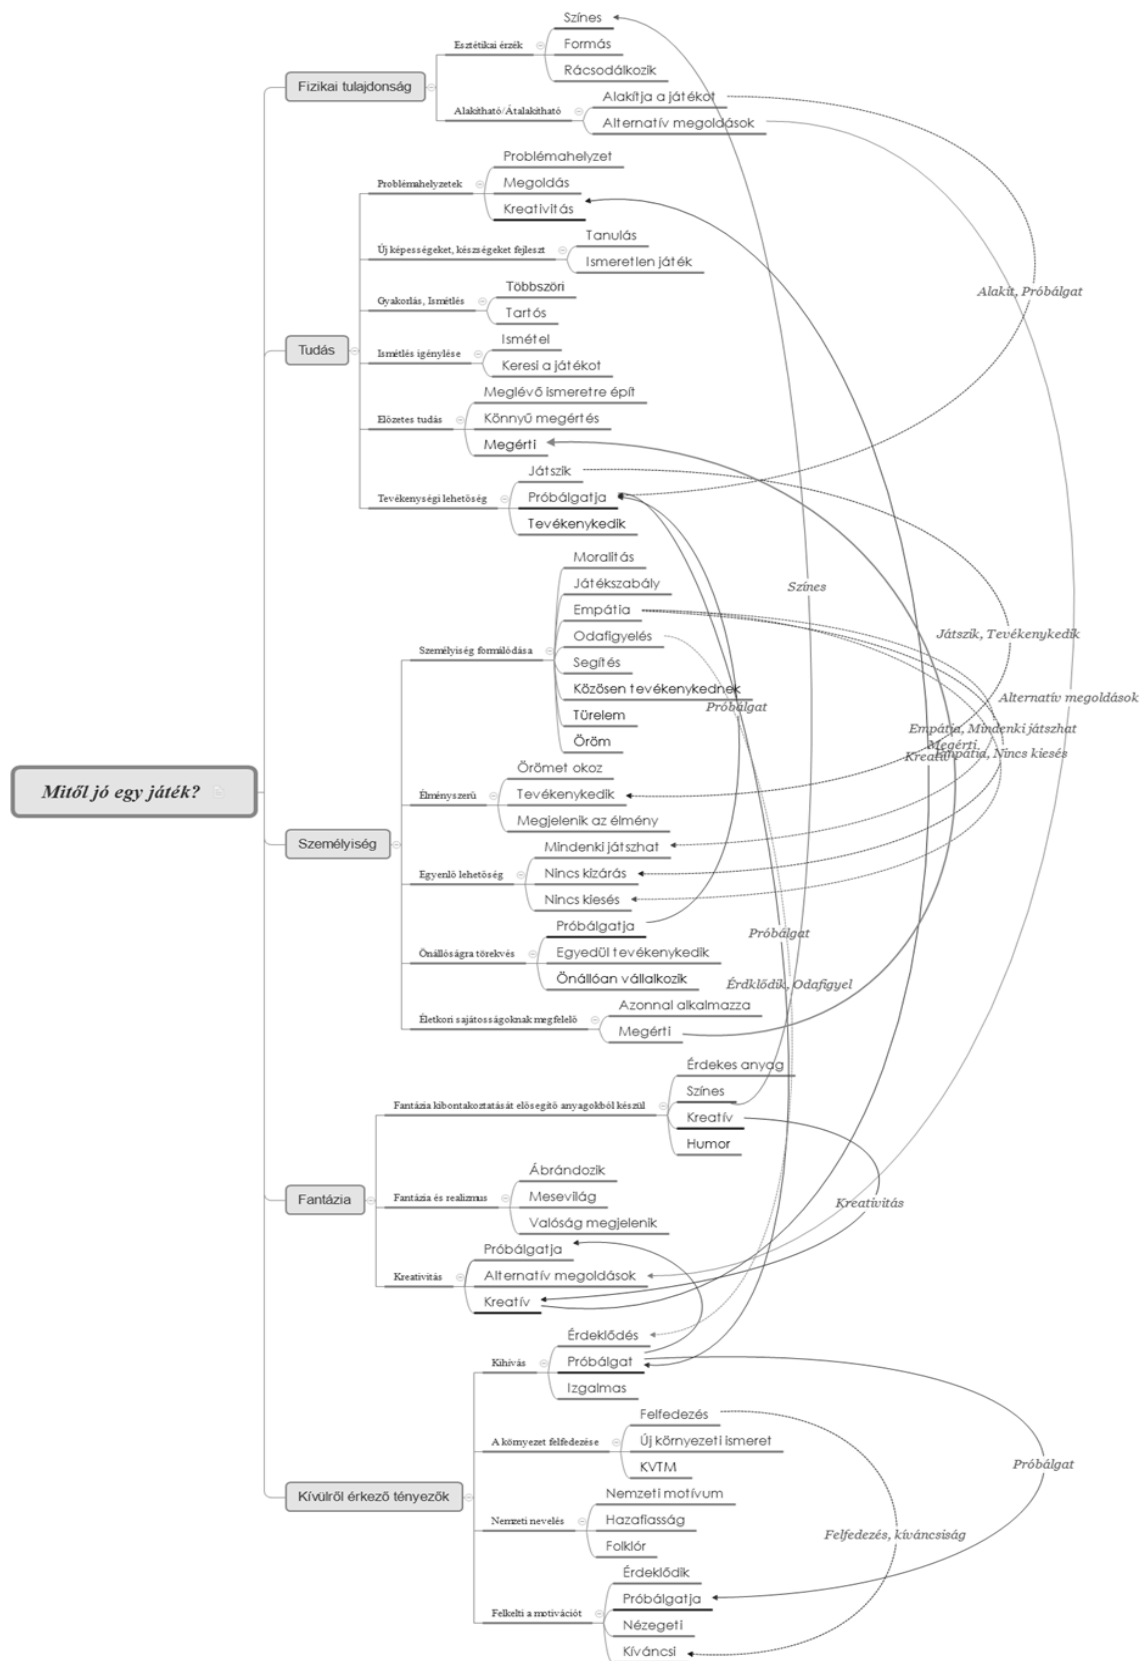 Színes
Esztétikai érzék
Formás
Rácsodálkozik
Fizikai tulajdonság
Alakítja a játékot
Alakítható/Átalakítható
Alternatív megoldások
Problémahelyzet
Problémahelyzetek
Megoldás
Kreativitás
Tanulás
Új képességeket, készségeket fejleszt
Ismeretlen játék
Többszöri
Gyakorlás, Ismétlés
Tartós
Alakít, Próbálgat
Tudás
Ismétel
Ismétlés igénylése
Keresi a játékot
Meglévő ismeretre épít
Előzetes tudás
Könnyű megértés
Megérti
Játszik
Tevékenységi lehetőség
Próbálgatja
Tevékenykedik
Moralitás
Játékszabály
Színes
Empátia
Odafigyelés
Játszik, Tevékenykedik
Személyiség formálódása
Segítés
Közösen tevékenykednek
Alternatív megoldások
Próbálgat
Türelem
Empátia, Mindenki játszhat
Öröm
Megérti
Kreatív
Empátia, Nincs kiesés
Örömet okoz
Mitől jó egy játék?
Élményszerű
Tevékenykedik
Megjelenik az élmény
Személyiség
Mindenki játszhat
Egyenlő lehetőség
Nincs kizárás
Nincs kiesés
Próbálgatja
Próbálgat
Önállóságra törekvés
Egyedül tevékenykedik
Önállóan vállalkozik
Érdklődik, Odafigyel
Azonnal alkalmazza
Életkori sajátosságoknak megfelelő
Megérti
Érdekes anyag
Színes
Fantázia kibontakoztatását elősegítő anyagokból készül
Kreatív
Humor
Ábrándozik
Fantázia
Fantázia és realizmus
Mesevilág
Kreativitás
Valóság megjelenik
Próbálgatja
Kreativitás
Alternatív megoldások
Kreatív
Érdeklődés
Kihívás
Próbálgat
Izgalmas
Felfedezés
A környezet felfedezése
Új környezeti ismeret
KVTM
Próbálgat
Kívülről érkező tényezők
Nemzeti motívum
Nemzeti nevelés
Hazafiasság
Felfedezés, kíváncsiság
Folklór
Érdeklődik
Próbálgatja
Felkelti a motivációt
Nézegeti
Kíváncsi